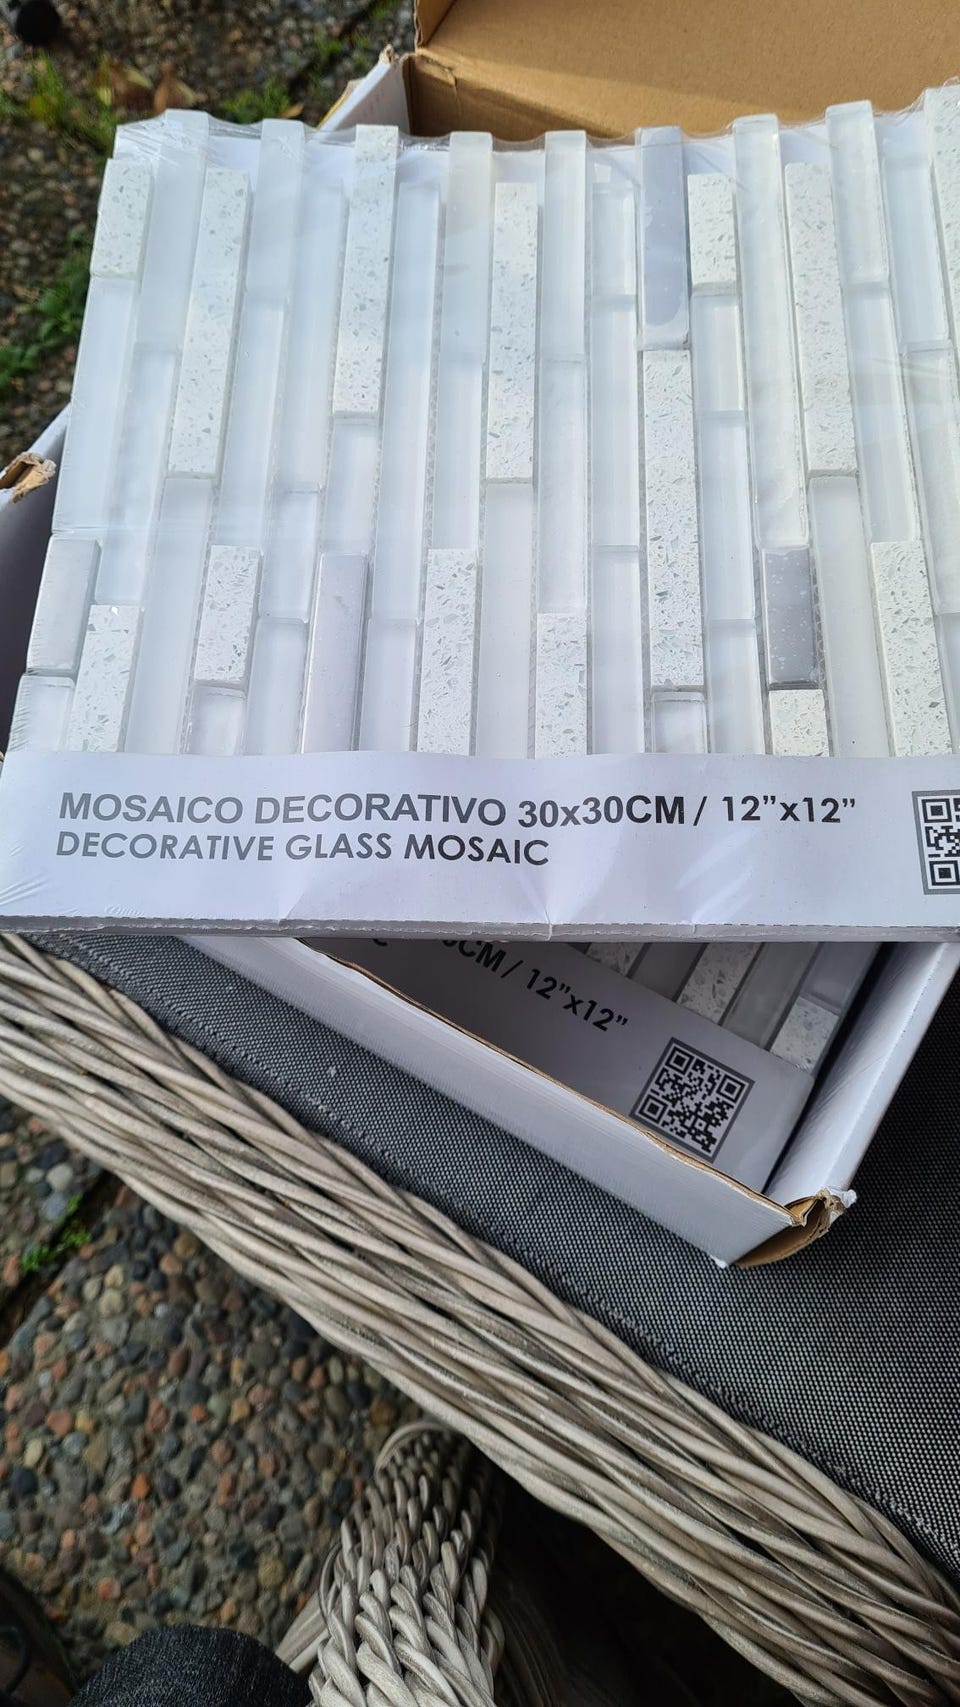 MOSAICO DECORATIVO 30x30CM / 12”x12”
DECORATIVE GLASS MOSAIC
CM / 12”x12”